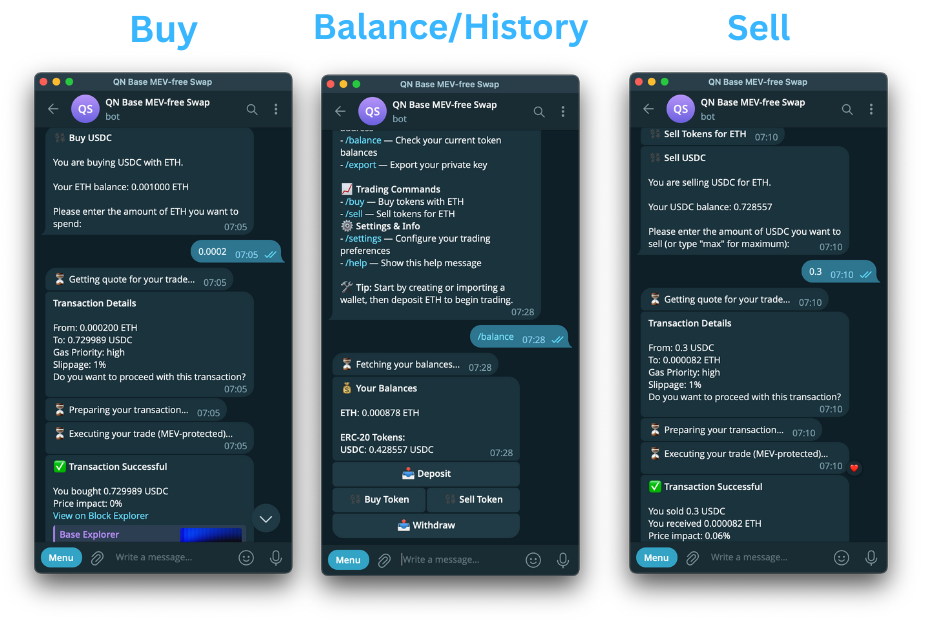 Buy
QN Base MEV-free Swap
QS
QN Base MEV-free Swap
bot
Buy USDC
You are buying USDC with ETH.
Your ETH balance: 0.001000 ETH
Please enter the amount of ETH you want to
spend:
07:05
0.0002 07:05
Getting quote for your trade... 07:05
Transaction Details
From: 0.000200 ETH
To: 0.729989 USDC
Gas Priority: high
Slippage: 1%
Do you want to proceed with this transaction?
07:05
Preparing your transaction... 07:05
Executing your trade (MEV-protected)...
07:05
Transaction Successful
You bought 0.729989 USDC
Price impact: 0%
View on Block Explorer
Base Explorer
Menu
Write a message...
Balance/History
QN Base MEV-free Swap
QS
QN Base MEV-free Swap
bot
address
- /balance — Check your current token
balances
- /export — Export your private key
Trading Commands
- /buy — Buy tokens with ETH
- /sell — Sell tokens for ETH
Settings & Info
- /settings — Configure your trading
preferences
- /help — Show this help message
Tip: Start by creating or importing a
wallet, then deposit ETH to begin trading.
07:28
/balance 07:28
Fetching your balances... 07:28
Your Balances
ETH: 0.000878 ETH
ERC-20 Tokens:
USDC: 0.428557 USDC
07:28
Deposit
Buy Token
Sell Token
Withdraw
Menu
Write a message...
Sell
QN Base MEV-free Swap
QS
QN Base MEV-free Swap
bot
Sell Tokens for ETH 07:10
Sell USDC
You are selling USDC for ETH.
Your USDC balance: 0.728557
Please enter the amount of USDC you want to
sell (or type "max" for maximum):
07:10
0.3 07:10
Getting quote for your trade... 07:10
Transaction Details
From: 0.3 USDC
To: 0.000082 ETH
Gas Priority: high
Slippage: 1%
Do you want to proceed with this transaction?
07:10
Preparing your transaction... 07:10
Executing your trade (MEV-protected)...
07:10
Transaction Successful
You sold 0.3 USDC
You received 0.000082 ETH
Price impact: 0.06%
Menu
Write a message...